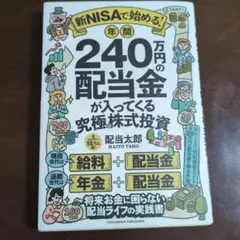 新NISAで始める!
年間
240万円の
配当金
が入ってくる
究極の株式投資
配当太郎
HAITO TARO
給料+配当金
年金+配当金
将来お金に困らない
配当ライフの実践書